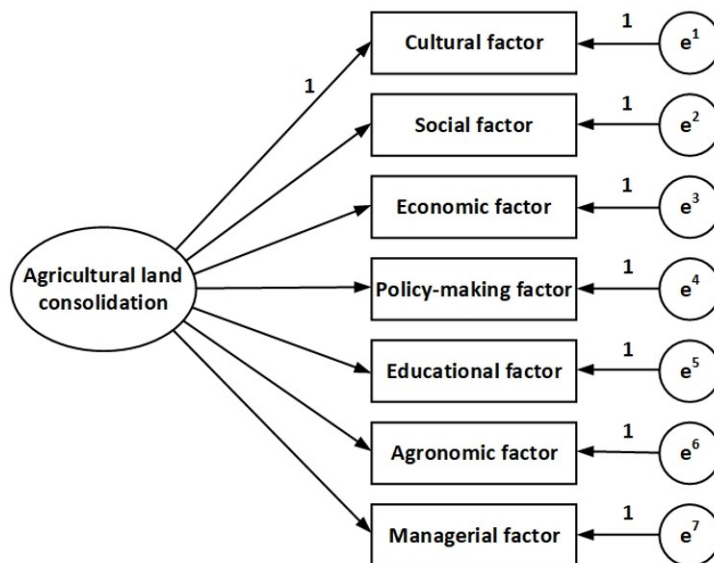 Cultural factor
1
e1
1
Social factor
1
e2
Economic factor
1
e3
Agricultural land
consolidation
Policy-making factor
1
e4
Educational factor
1
e5
Agronomic factor
1
e6
Managerial factor
1
e7